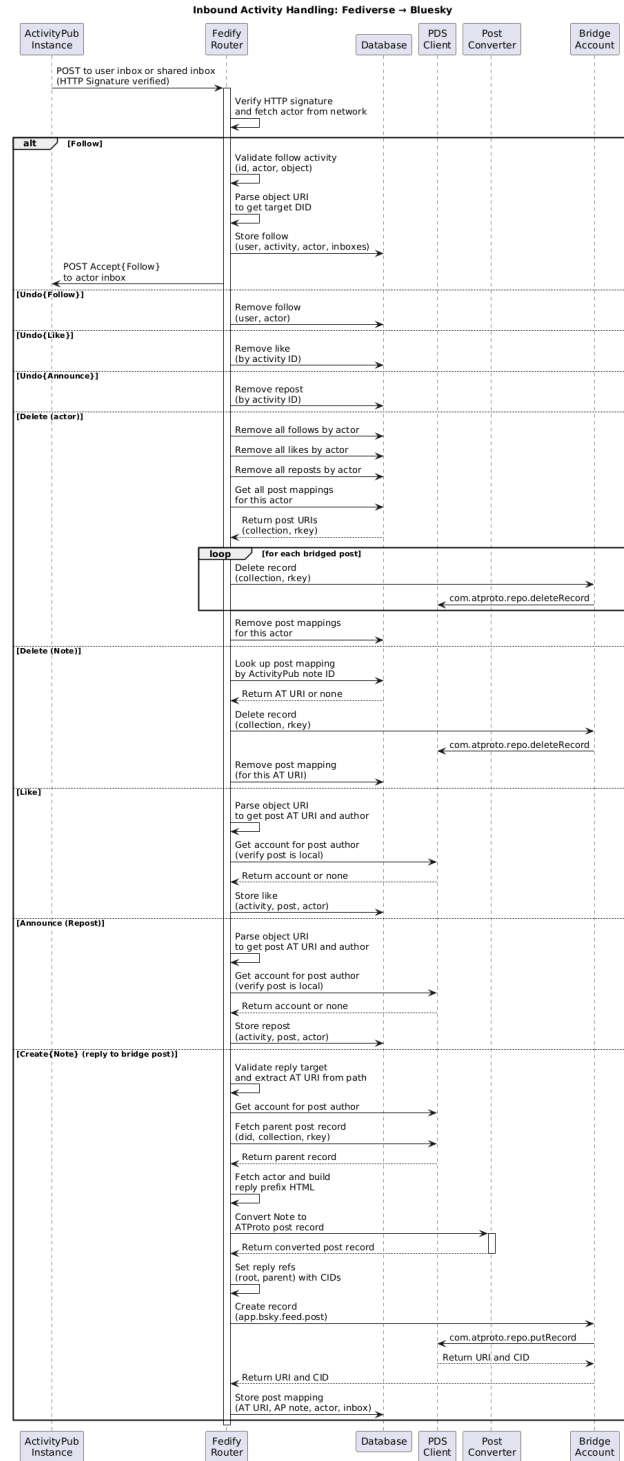 Inbound Activity Handling: Fediverse → Bluesky
ActivityPub
Instance
Fedify
Router
Database
PDS
Client
Post
Converter
Bridge
Account
POST to user inbox or shared inbox
(HTTP Signature verified)
Verify HTTP signature
and fetch actor from network
alt
[Follow]
Validate follow activity
(id, actor, object)
Parse object URI
to get target DID
Store follow
(user, activity, actor, inboxes)
POST Accept{Follow}
to actor inbox
[Undo{Follow}]
Remove follow
(user, actor)
[Undo{Like}]
Remove like
(by activity ID)
[Undo{Announce}]
Remove repost
(by activity ID)
[Delete (actor)]
Remove all follows by actor
Remove all likes by actor
Remove all reposts by actor
Get all post mappings
for this actor
Return post URIs
(collection, rkey)
loop
[for each bridged post]
Delete record
(collection, rkey)
com.atproto.repo.deleteRecord
Remove post mappings
for this actor
[Delete (Note)]
Look up post mapping
by ActivityPub note ID
Return AT URI or none
Delete record
(collection, rkey)
com.atproto.repo.deleteRecord
Remove post mapping
(for this AT URI)
[Like]
Parse object URI
to get post AT URI and author
Get account for post author
(verify post is local)
Return account or none
Store like
(activity, post, actor)
[Announce (Repost)]
Parse object URI
to get post AT URI and author
Get account for post author
(verify post is local)
Return account or none
Store repost
(activity, post, actor)
[Create{Note} (reply to bridge post)]
Validate reply target
and extract AT URI from path
Get account for post author
Fetch parent post record
(did, collection, rkey)
Return parent record
Fetch actor and build
reply prefix HTML
Convert Note to
ATProto post record
Return converted post record
Set reply refs
(root, parent) with CIDs
Create record
(app.bsky.feed.post)
com.atproto.repo.putRecord
Return URI and CID
Return URI and CID
Store post mapping
(AT URI, AP note, actor, inbox)
ActivityPub
Instance
Fedify
Router
Database
PDS
Client
Post
Converter
Bridge
Account